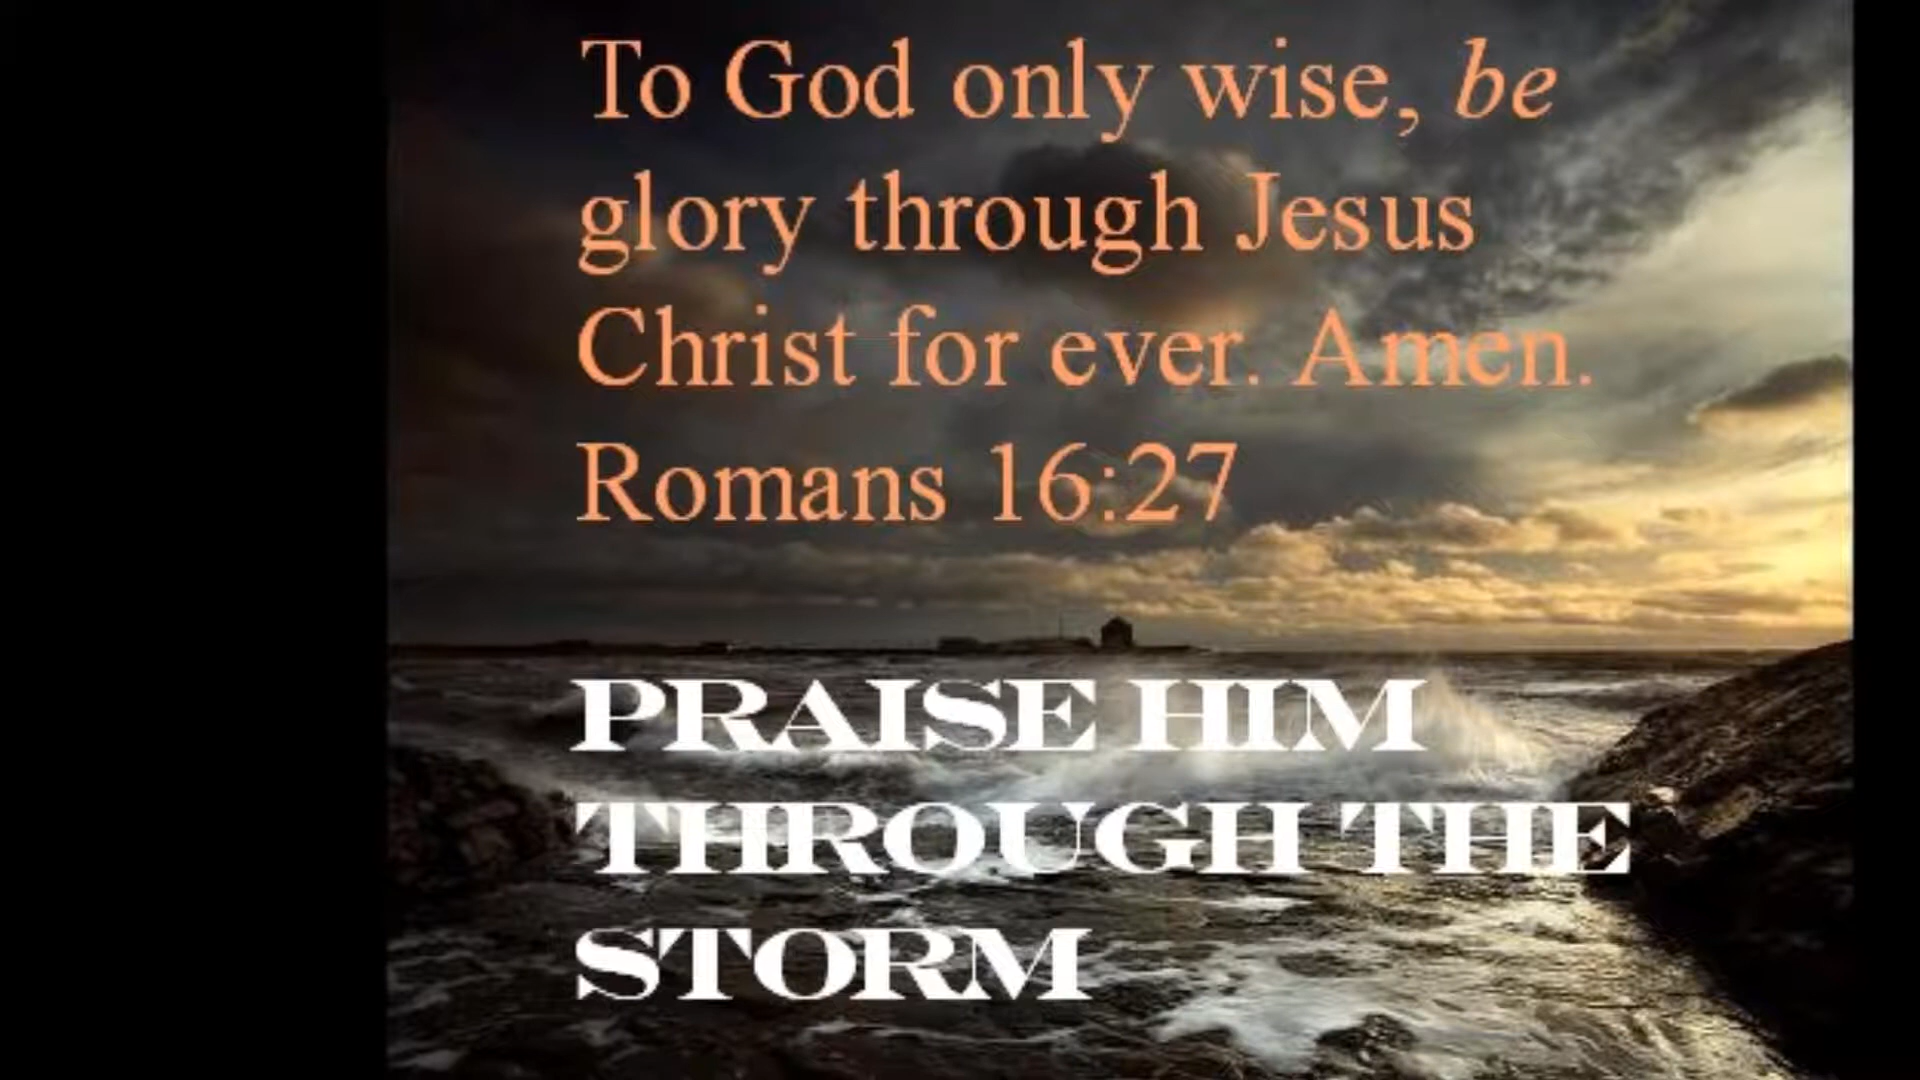 To God only wise, be
glory through Jesus
Christ for ever. Amen.
Romans 16:27
PRAISE HIM
THROUGH THE
STORM